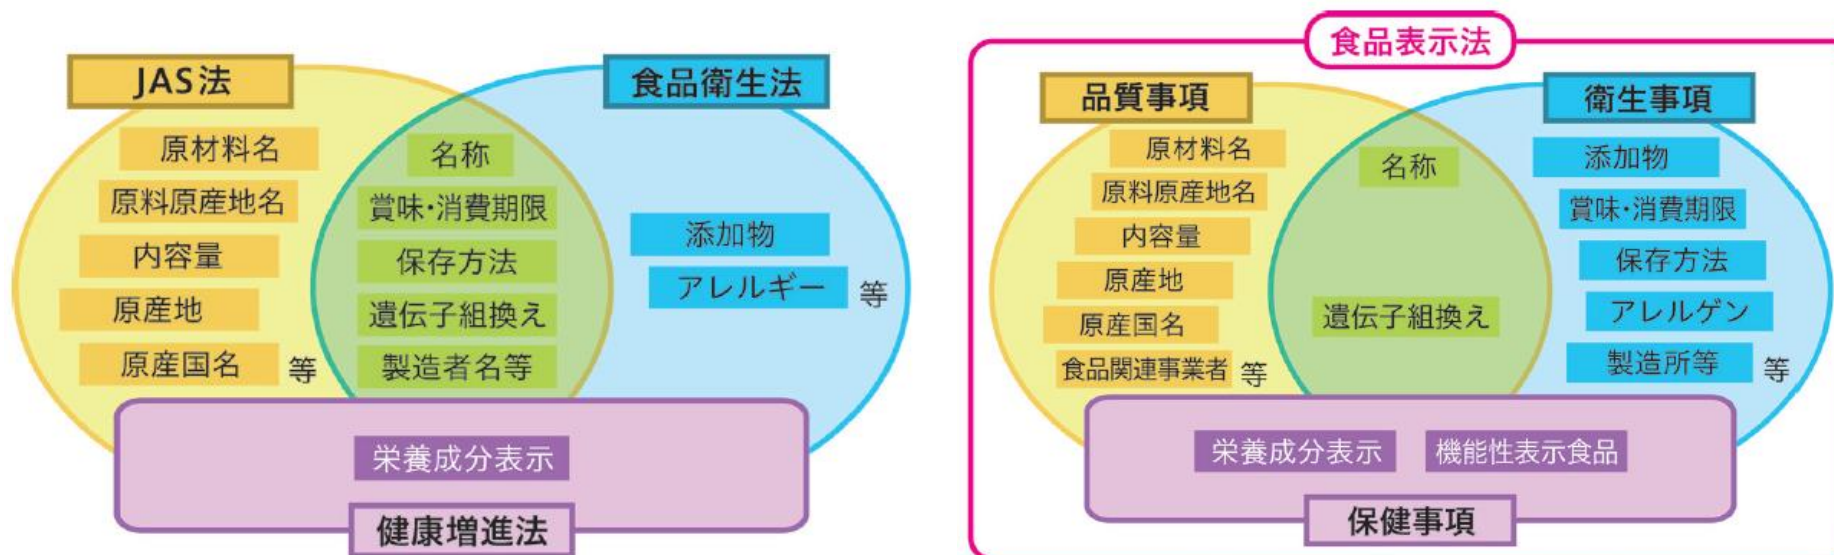 JAS法
食品衛生法
原材料名
原料原産地名
内容量
原産地
原産国名 等
名称
賞味・消費期限
保存方法
遺伝子組換え
製造者名等
添加物
アレルギー 等
栄養成分表示
健康増進法
食品表示法
品質事項
衛生事項
原材料名
原料原産地名
内容量
原産地
原産国名
食品関連事業者 等
名称
遺伝子組換え
添加物
賞味・消費期限
保存方法
アレルゲン
製造所等 等
栄養成分表示 機能性表示食品
保健事項